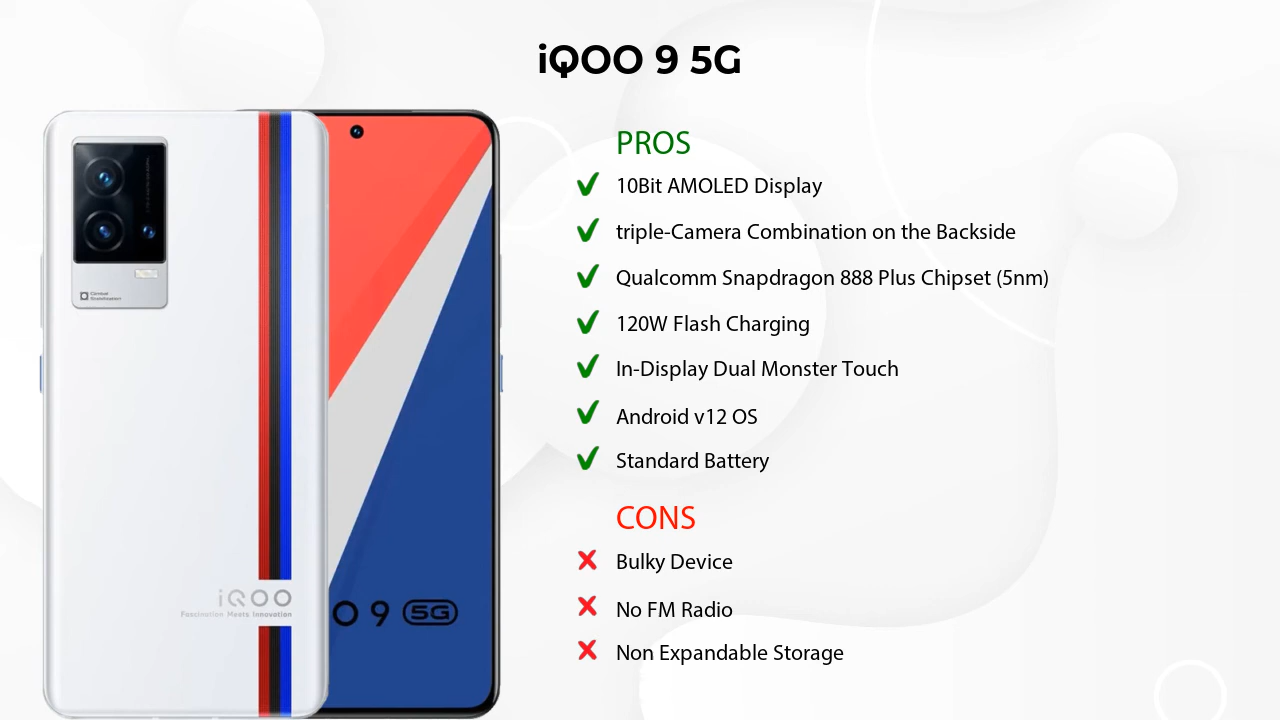 iQOO 9 5G
PROS
10Bit AMOLED Display
triple-Camera Combination on the Backside
Qualcomm Snapdragon 888 Plus Chipset (5nm)
120W Flash Charging
In-Display Dual Monster Touch
Android v12 OS
Standard Battery
CONS
Bulky Device
No FM Radio
Non Expandable Storage
iQOO
Fascination Meets Innovation
O 9 5G